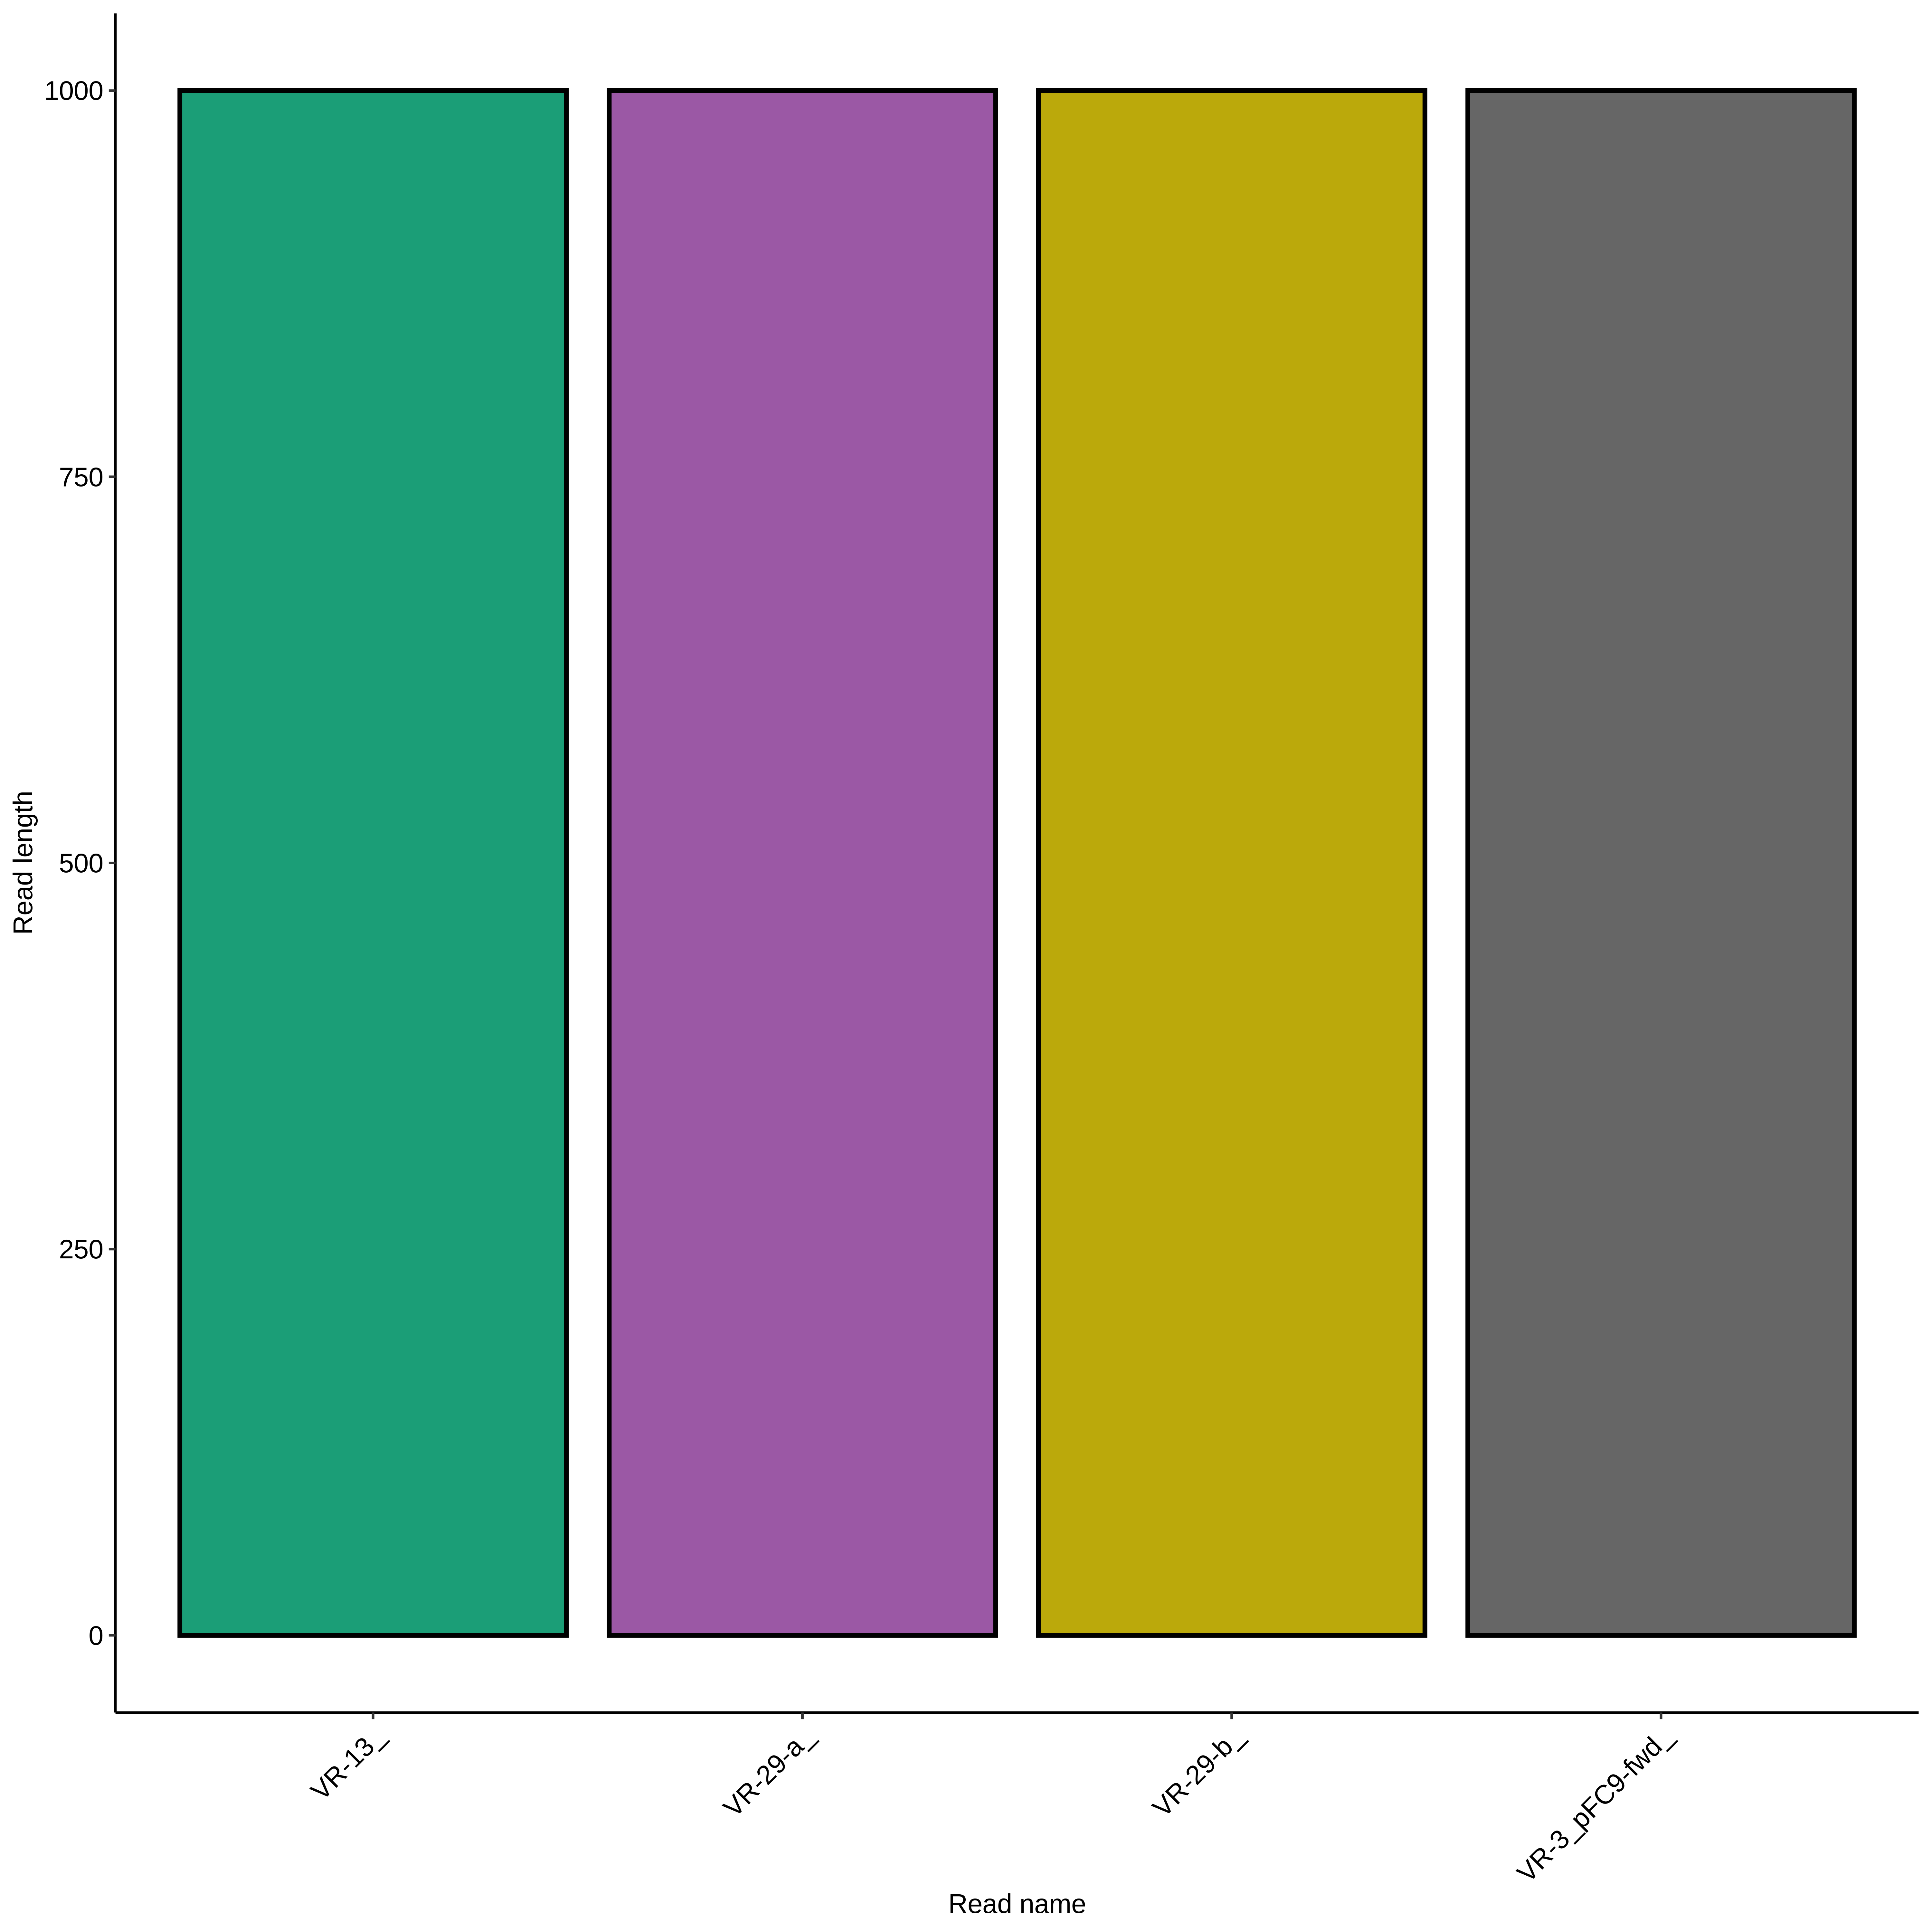 1000
750
500
250
0
Read length
VR-13_
VR-29-a_
VR-29-b_
VR-3_pFC9-fwd_
Read name